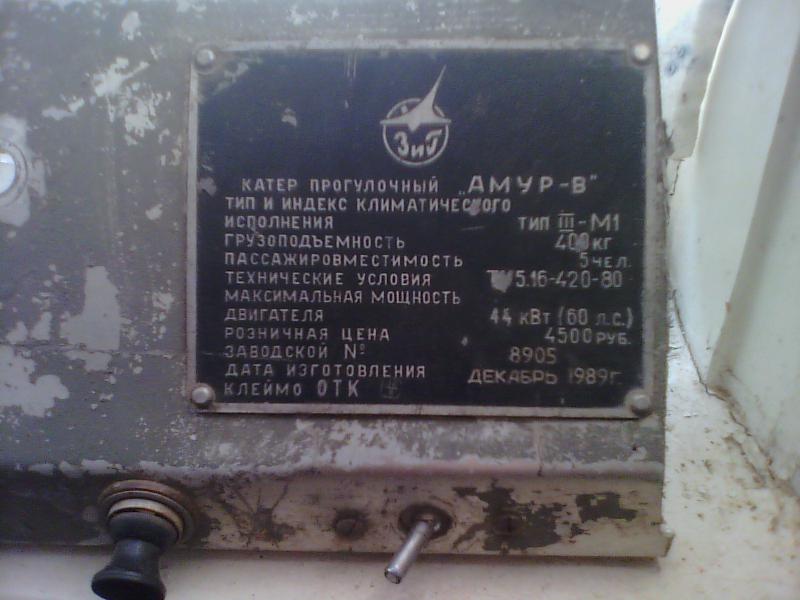 ЗиГ
КАТЕР ПРОГУЛОЧНЫЙ „АМУР-В"
ТИП И ИНДЕКС КЛИМАТИЧЕСКОГО
ИСПОЛНЕНИЯ ТИП III-М1
ГРУЗОПОДЪЕМНОСТЬ 400 кг
ПАССАЖИРОВМЕСТИМОСТЬ 5 чел.
ТЕХНИЧЕСКИЕ УСЛОВИЯ ТУ5.16-420-80
МАКСИМАЛЬНАЯ МОЩНОСТЬ
ДВИГАТЕЛЯ 44 кВт (60 л.с.)
РОЗНИЧНАЯ ЦЕНА 4500 РУБ.
ЗАВОДСКОЙ № 8905
ДАТА ИЗГОТОВЛЕНИЯ ДЕКАБРЬ 1989г.
КЛЕЙМО ОТК